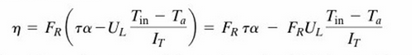 η = F_R ( τα − U_L (T_in − T_a) / I_T ) = F_R τα − F_R U_L (T_in − T_a) / I_T